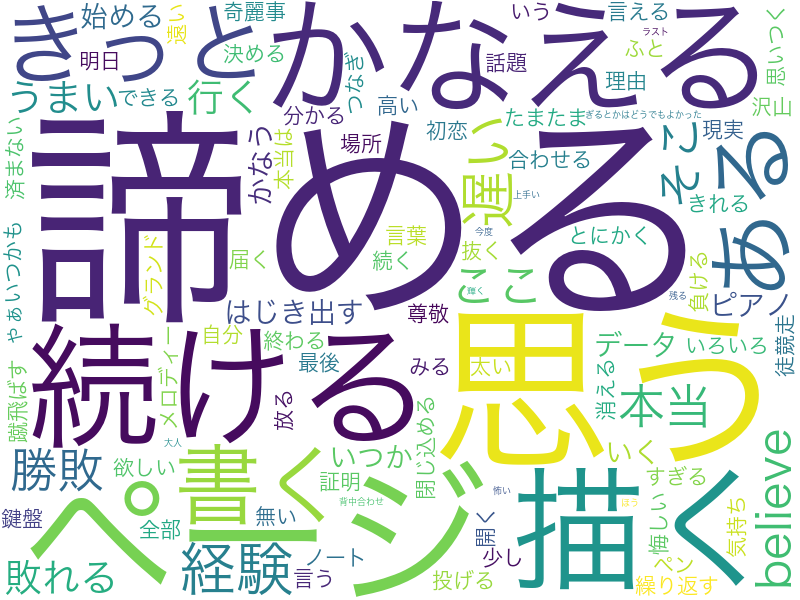 きっと
かなえる
諦める
思う
続ける
描く
ページ
書く
ある
遅い
そこ
本当
believe
経験
勝敗
敗れる
ここ
行く
うまい
できる
始める
奇麗事
遠い
明日
決める
つなぎ
いう
言える
話題
ふと
ラスト
理由
沢山
思いつく
分かる
高い
たまたま
ぎるとかはどうでもよかった
現実
初恋
合わせる
上手い
場所
本当は
かなう
済まない
やぁいつかも
グランド
届く
続く
言葉
抜く
今度
とにかく
きれる
輝く
残る
負ける
ピアノ
はじき出す
尊敬
自分
終わる
最後
みる
太い
データ
いろいろ
徒競走
消える
メロディー
蹴飛ばす
放る
大人
欲しい
いつか
証明
閉じ込める
背中合わせ
怖い
いく
すぎる
ほう
悔しい
気持ち
鍵盤
全部
無い
開く
少し
ペン
ノート
言う
投げる
繰り返す